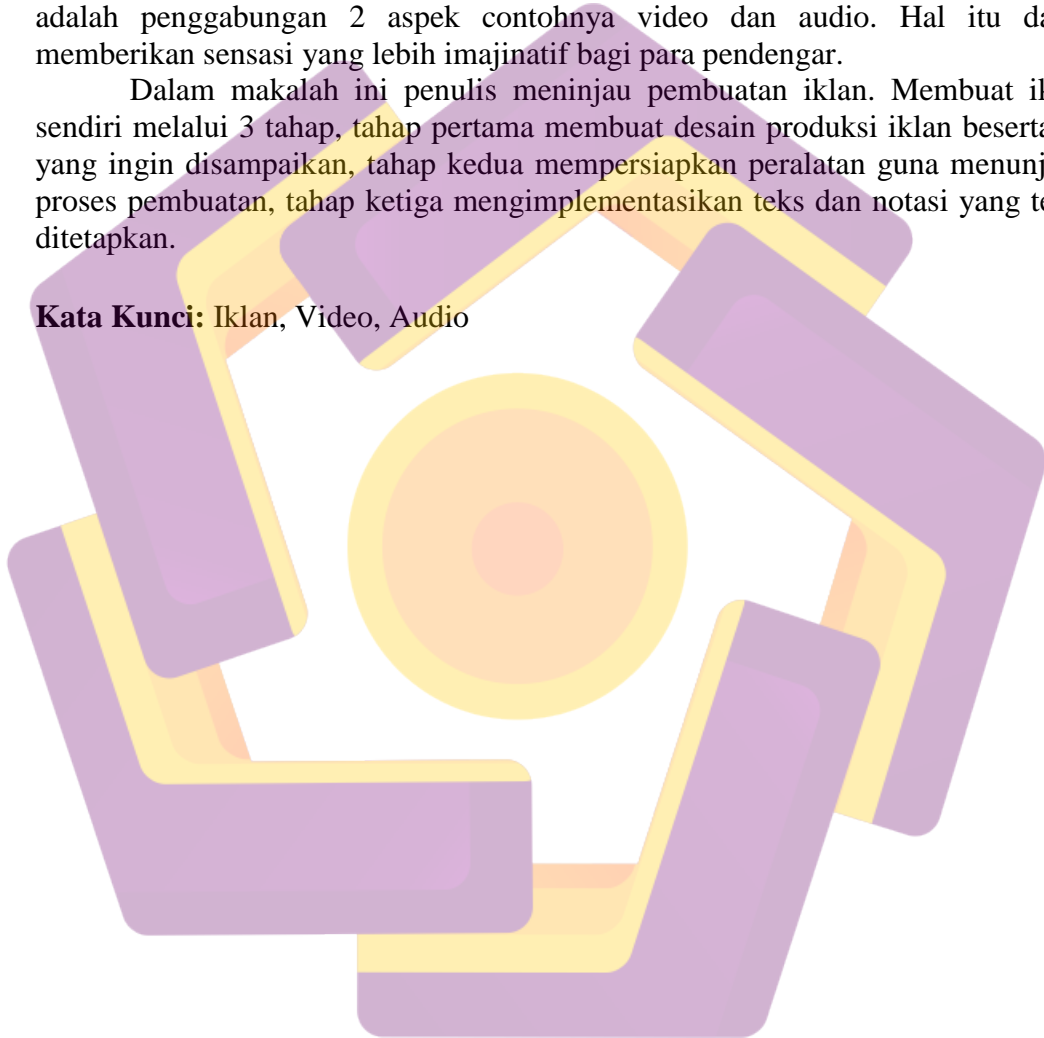 adalah penggabungan 2 aspek contohnya video dan audio. Hal itu da
memberikan sensasi yang lebih imajinatif bagi para pendengar.
Dalam makalah ini penulis meninjau pembuatan iklan. Membuat ik
sendiri melalui 3 tahap, tahap pertama membuat desain produksi iklan beserta
yang ingin disampaikan, tahap kedua mempersiapkan peralatan guna menunj
proses pembuatan, tahap ketiga mengimplementasikan teks dan notasi yang te
ditetapkan.
Kata Kunci: Iklan, Video, Audio